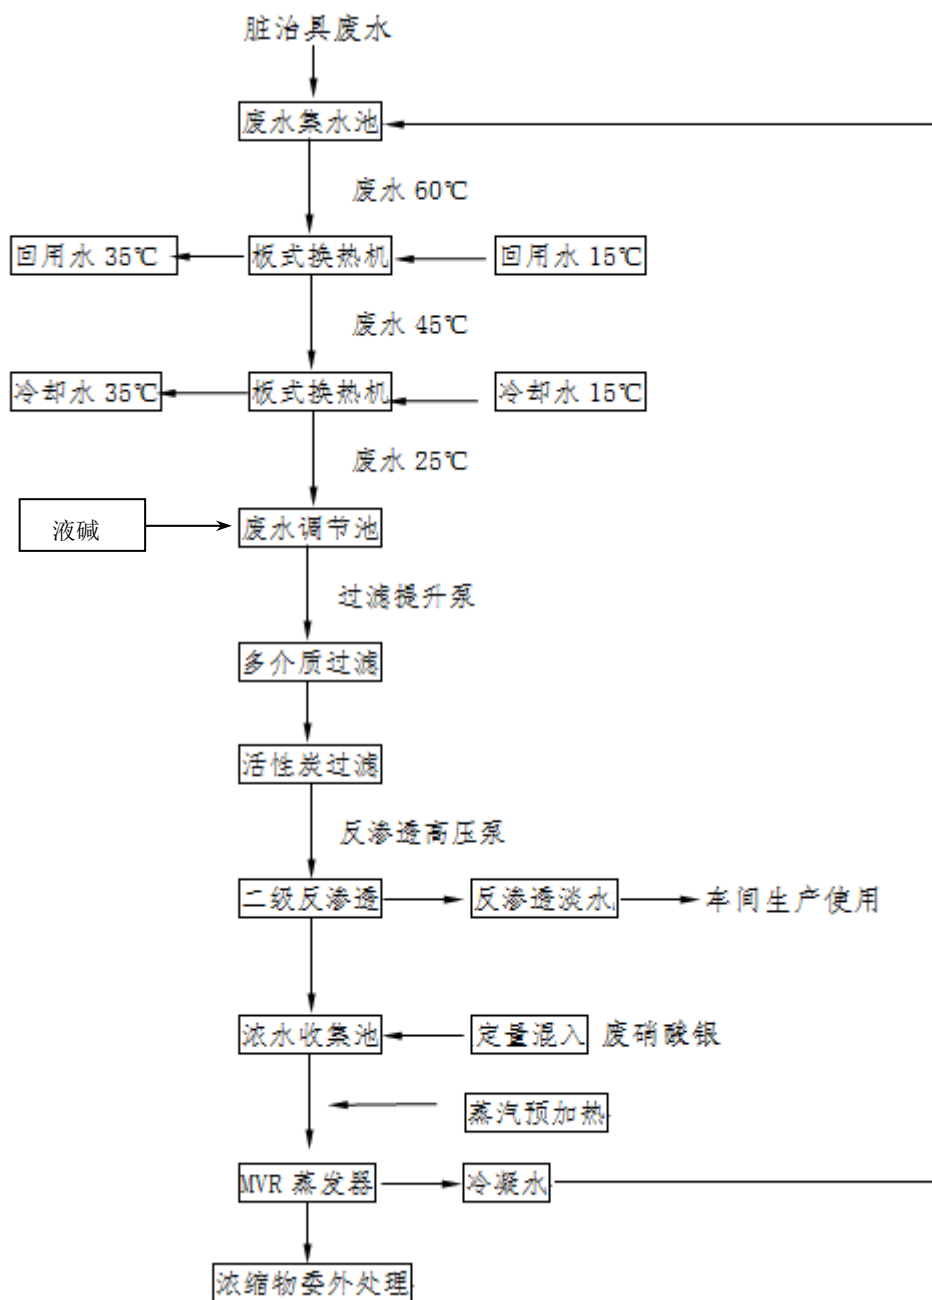 脏治具废水
废水集水池
废水 60℃
回用水 35℃
板式换热机
回用水 15℃
废水 45℃
冷却水 35℃
板式换热机
冷却水 15℃
废水 25℃
液碱
废水调节池
过滤提升泵
多介质过滤
活性炭过滤
反渗透高压泵
二级反渗透
反渗透淡水
车间生产使用
浓水收集池
定量混入 废硝酸银
蒸汽预加热
MVR 蒸发器
冷凝水
浓缩物委外处理